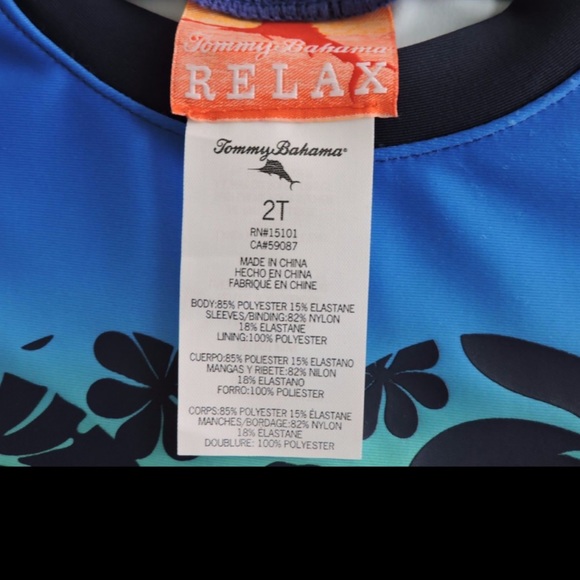 Tommy Bahama
RELAX
Tommy Bahama®
2T
RN#15101
CA#59087
MADE IN CHINA
HECHO EN CHINA
FABRIQUÉ EN CHINE
BODY:85% POLYESTER 15% ELASTANE
SLEEVES/BINDING:82% NYLON
18% ELASTANE
LINING:100% POLYESTER
CUERPO:85% POLIESTER 15% ELASTANO
MANGAS Y RIBETE:82% NILON
18% ELASTANO
FORRO:100% POLIESTER
CORPS:85% POLYESTER 15% ÉLASTANE
MANCHES/BORDAGE:82% NYLON
18% ÉLASTANE
DOUBLURE: 100% POLYESTER